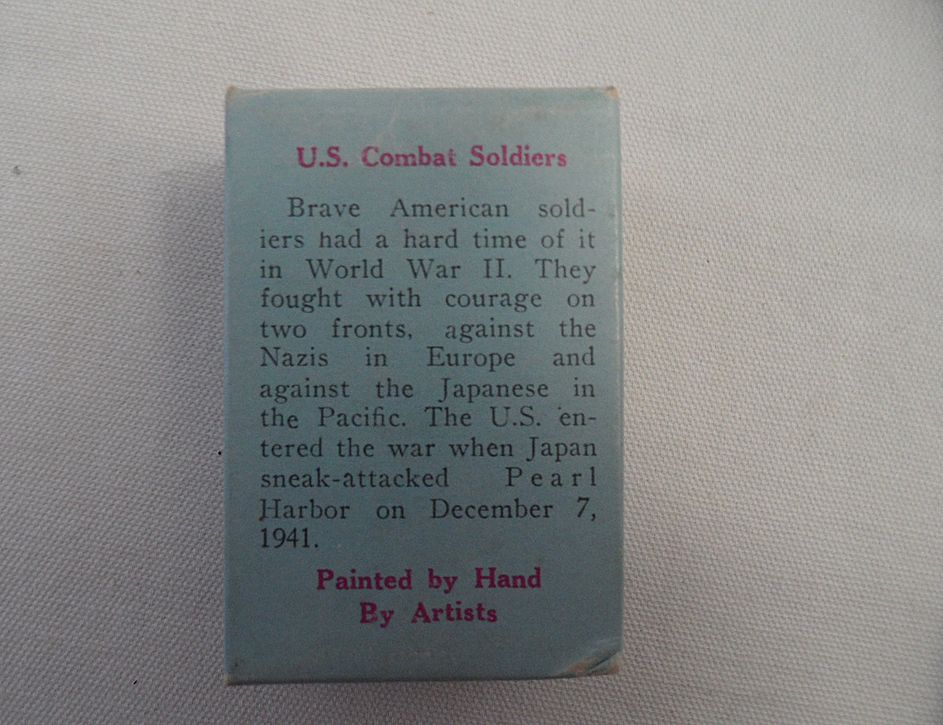 U.S. Combat Soldiers
Brave American sold-
iers had a hard time of it
in World War II. They
fought with courage on
two fronts, against the
Nazis in Europe and
against the Japanese in
the Pacific. The U.S. en-
tered the war when Japan
sneak-attacked Pearl
Harbor on December 7,
1941.
Painted by Hand
By Artists